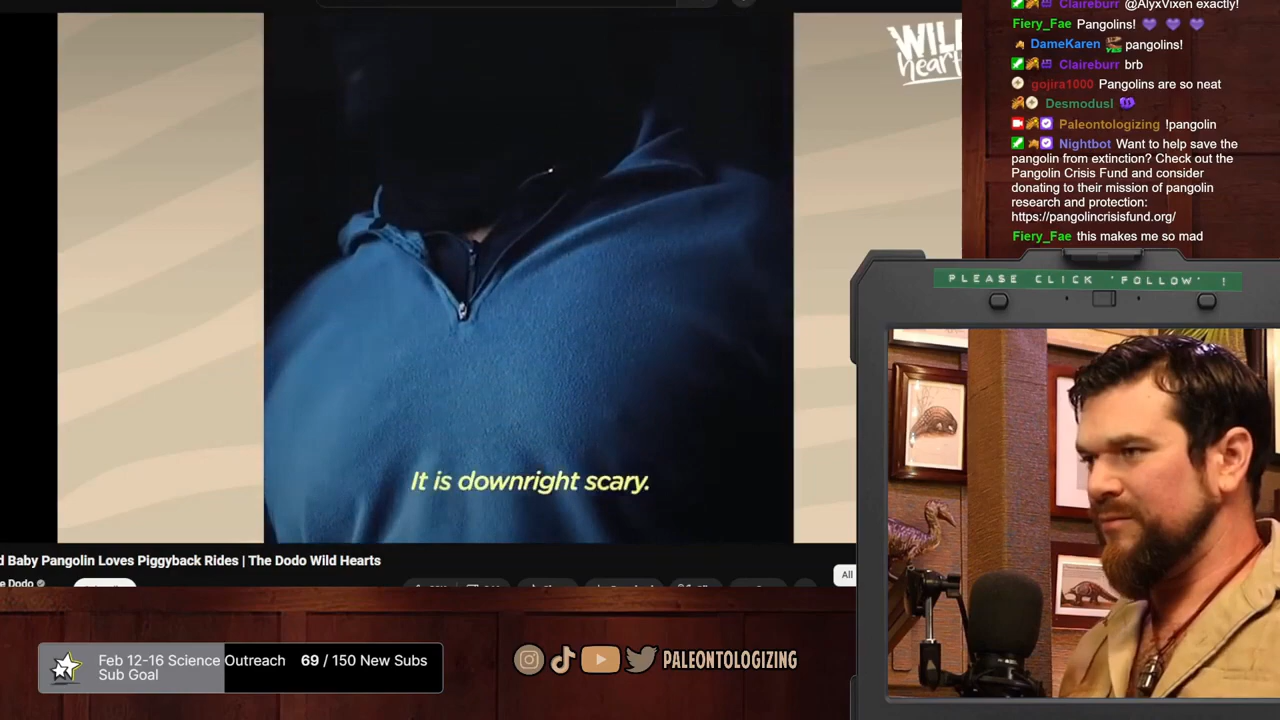 WILD
hearts
It is downright scary.
d Baby Pangolin Loves Piggyback Rides | The Dodo Wild Hearts
e Dodo
All
Claireburr @AlyxVixen exactly!
Fiery_Fae Pangolins!
DameKaren pangolins!
Claireburr brb
gojira1000 Pangolins are so neat
Desmodusl
Paleontologizing !pangolin
Nightbot Want to help save the
pangolin from extinction? Check out the
Pangolin Crisis Fund and consider
donating to their mission of pangolin
research and protection:
https://pangolincrisisfund.org/
Fiery_Fae this makes me so mad
PLEASE CLICK 'FOLLOW' !
Feb 12-16 Science Outreach 69 / 150 New Subs
Sub Goal
PALEONTOLOGIZING